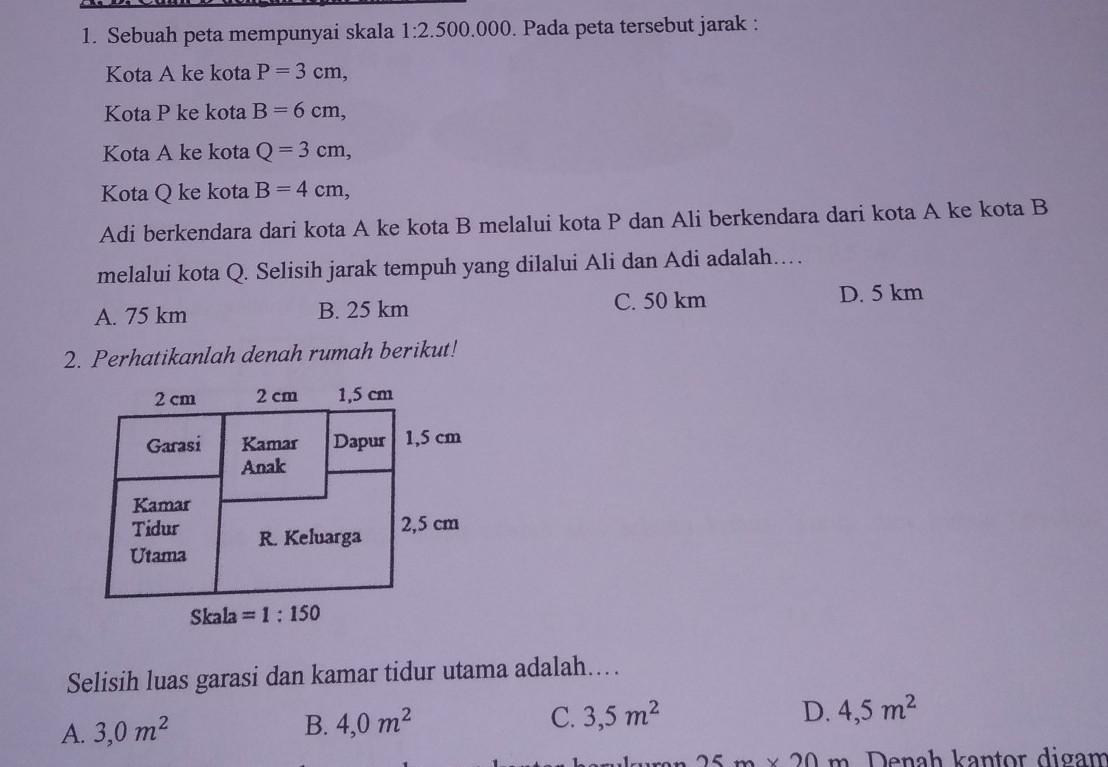 1. Sebuah peta mempunyai skala 1:2.500.000. Pada peta tersebut jarak :
Kota A ke kota P = 3 cm,
Kota P ke kota B = 6 cm,
Kota A ke kota Q = 3 cm,
Kota Q ke kota B = 4 cm,
Adi berkendara dari kota A ke kota B melalui kota P dan Ali berkendara dari kota A ke kota B
melalui kota Q. Selisih jarak tempuh yang dilalui Ali dan Adi adalah....
A. 75 km B. 25 km C. 50 km D. 5 km
2. Perhatikanlah denah rumah berikut!
2 cm 2 cm 1,5 cm
Garasi Kamar Dapur 1,5 cm
Anak
Kamar
Tidur R. Keluarga 2,5 cm
Utama
Skala = 1 : 150
Selisih luas garasi dan kamar tidur utama adalah....
A. 3,0 m² B. 4,0 m² C. 3,5 m² D. 4,5 m²
25 m × 20 m. Denah kantor digam